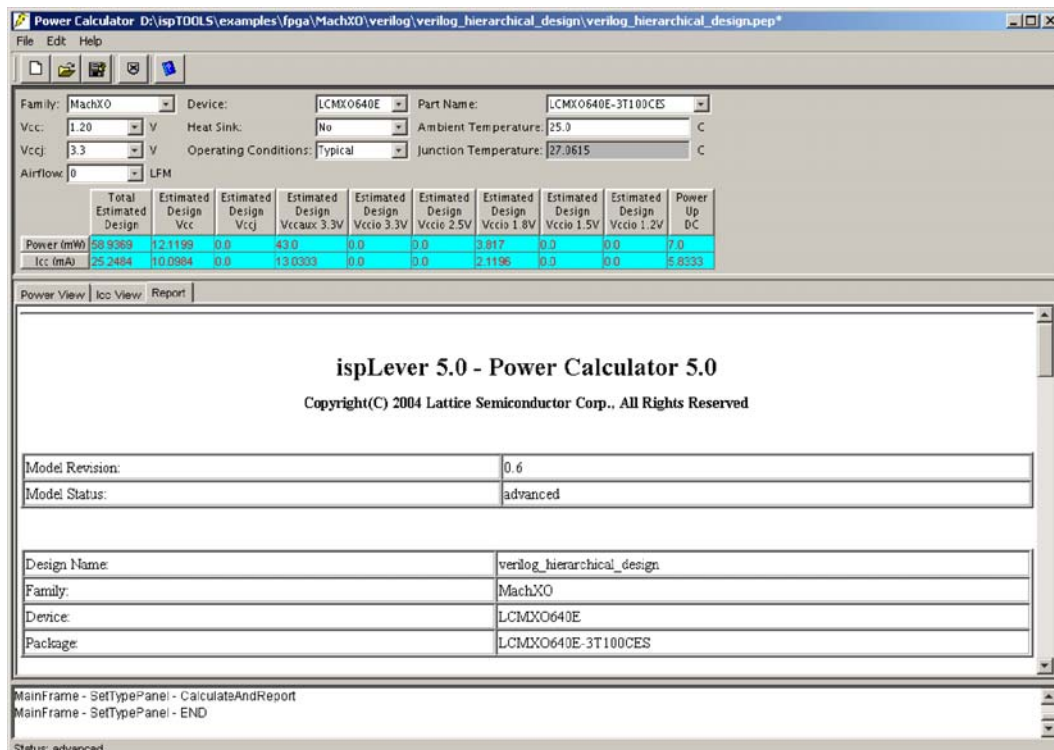 Power Calculator D:\ispTOOLS\examples\fpga\MachXO\verilog\verilog_hierarchical_design\verilog_hierarchical_design.pep*
File Edit Help
Family: MachXO Device: LCMXO640E Part Name: LCMXO640E-3T100CES
Vcc: 1.20 V Heat Sink: No Ambient Temperature: 25.0 C
Vccj: 3.3 V Operating Conditions: Typical Junction Temperature: 27.0615 C
Airflow: 0 LFM
Total Estimated Design Estimated Design Vcc Estimated Design Vccj Estimated Design Vccaux 3.3V Estimated Design Vccio 3.3V Estimated Design Vccio 2.5V Estimated Design Vccio 1.8V Estimated Design Vccio 1.5V Estimated Design Vccio 1.2V Power Up DC
Power (mW) 58.9369 12.1199 0.0 43.0 0.0 0.0 3.817 0.0 0.0 7.0
Icc (mA) 25.2484 10.0984 0.0 13.0303 0.0 0.0 2.1196 0.0 0.0 5.8333
Power View Icc View Report
ispLever 5.0 - Power Calculator 5.0
Copyright(C) 2004 Lattice Semiconductor Corp., All Rights Reserved
Model Revision: 0.6
Model Status: advanced
Design Name: verilog_hierarchical_design
Family: MachXO
Device: LCMXO640E
Package: LCMXO640E-3T100CES
MainFrame - SetTypePanel - CalculateAndReport
MainFrame - SetTypePanel - END
Status: advanced